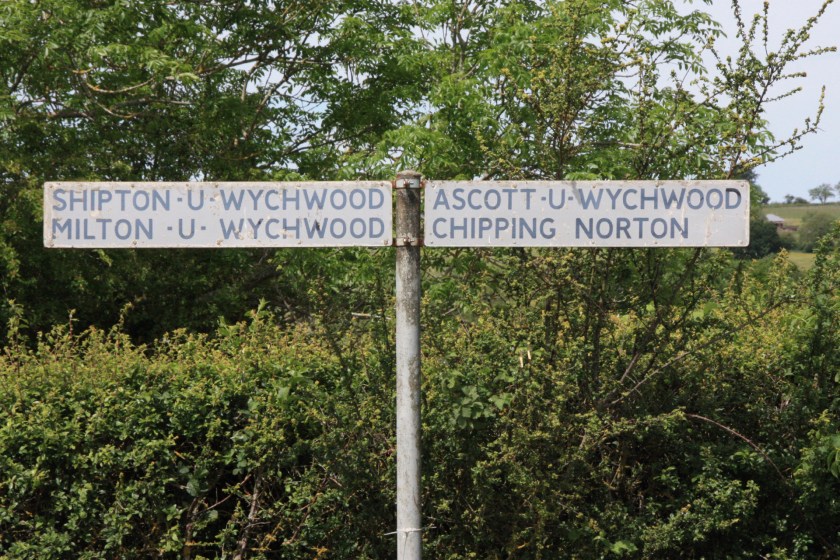 SHIPTON-U-WYCHWOOD
MILTON-U-WYCHWOOD
ASCOTT-U-WYCHWOOD
CHIPPING NORTON